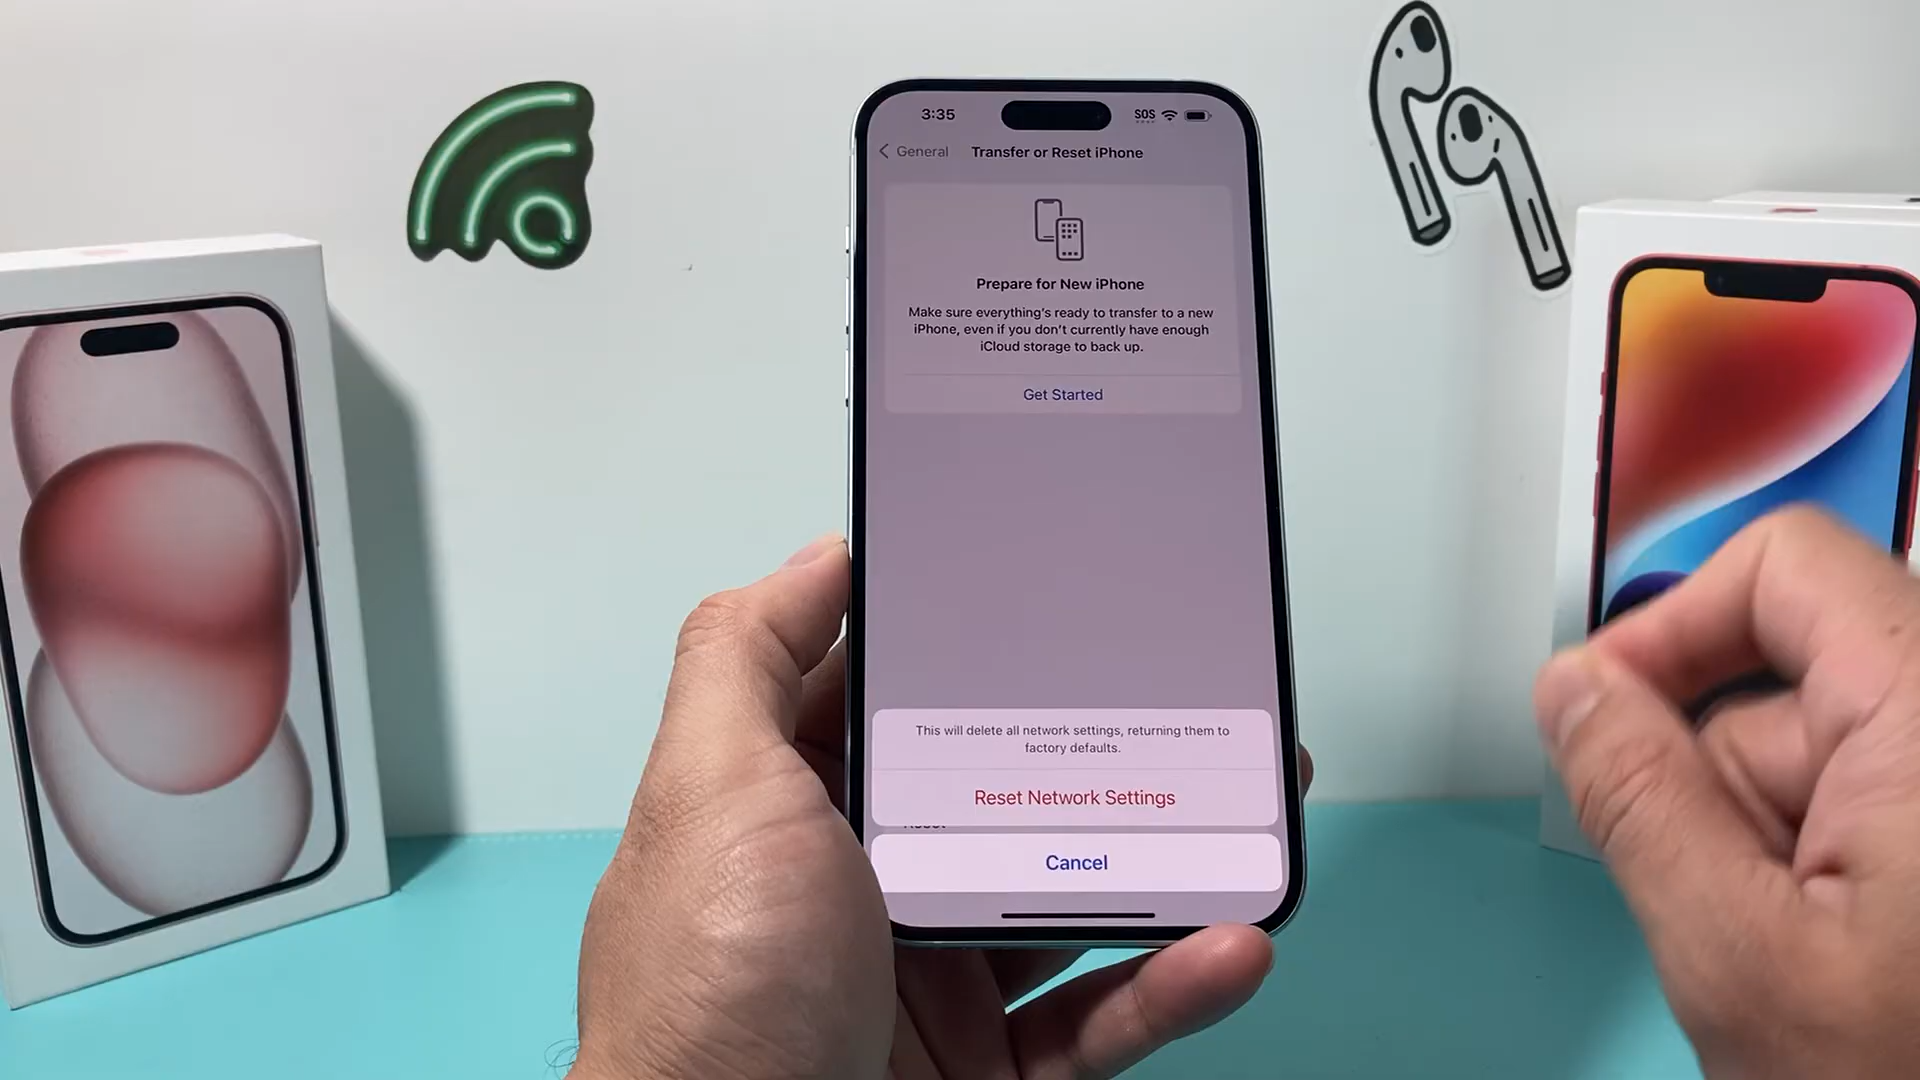 3:35
SOS
General
Transfer or Reset iPhone
Prepare for New iPhone
Make sure everything's ready to transfer to a new
iPhone, even if you don't currently have enough
iCloud storage to back up.
Get Started
This will delete all network settings, returning them to
factory defaults.
Reset Network Settings
Reset
Cancel